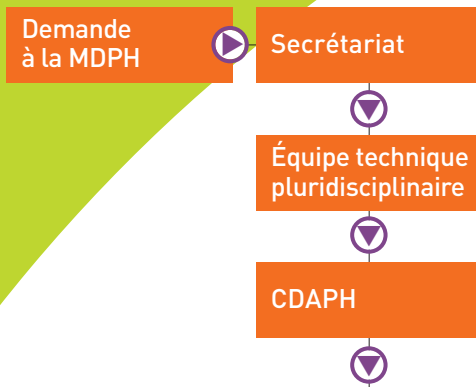 Demande
à la MDPH
Secrétariat
Équipe technique
pluridisciplinaire
CDAPH